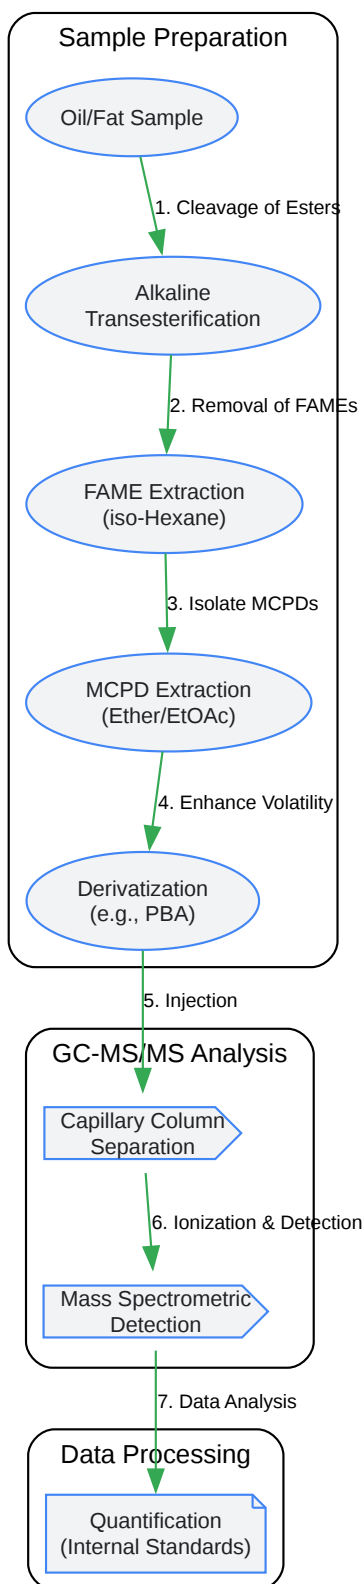 Sample Preparation
Oil/Fat Sample
1. Cleavage of Esters
Alkaline
Transesterification
2. Removal of FAMEs
FAME Extraction
(iso-Hexane)
3. Isolate MCPDs
MCPD Extraction
(Ether/EtOAc)
4. Enhance Volatility
Derivatization
(e.g., PBA)
5. Injection
GC-MS/MS Analysis
Capillary Column
Separation
6. Ionization & Detection
Mass Spectrometric
Detection
7. Data Analysis
Data Processing
Quantification
(Internal Standards)